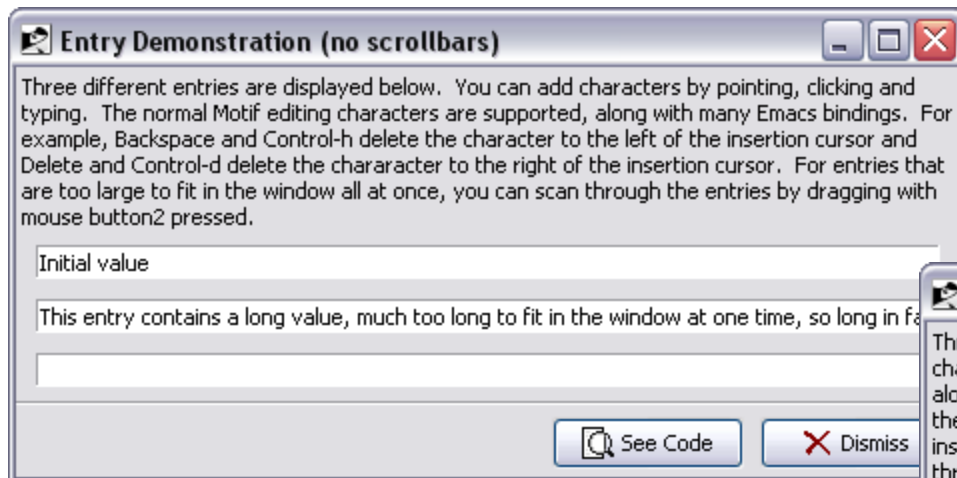 Entry Demonstration (no scrollbars)
Three different entries are displayed below. You can add characters by pointing, clicking and
typing. The normal Motif editing characters are supported, along with many Emacs bindings. For
example, Backspace and Control-h delete the character to the left of the insertion cursor and
Delete and Control-d delete the chararacter to the right of the insertion cursor. For entries that
are too large to fit in the window all at once, you can scan through the entries by dragging with
mouse button2 pressed.
Initial value
This entry contains a long value, much too long to fit in the window at one time, so long in
See Code
Dismiss